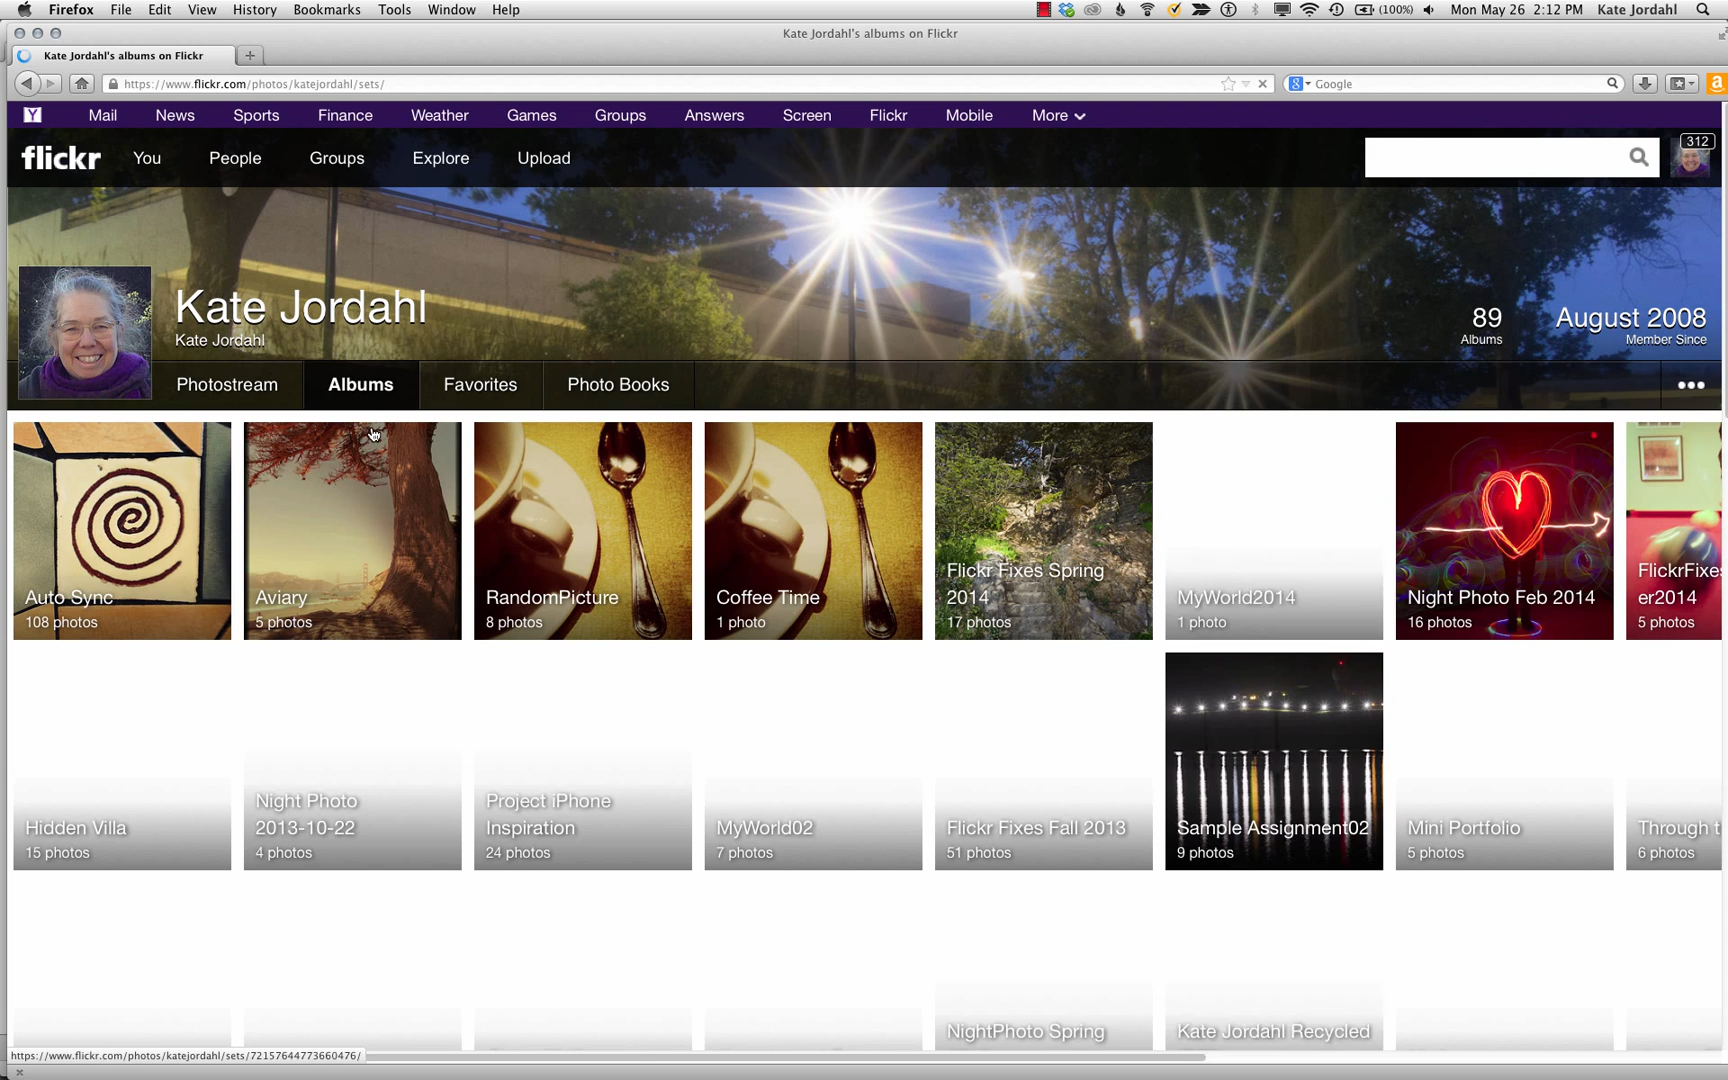 Firefox File Edit View History Bookmarks Tools Window Help (100%) Mon May 26 2:12 PM Kate Jordahl
Kate Jordahl's albums on Flickr
Kate Jordahl's albums on Flickr
https://www.flickr.com/photos/katejordahl/sets/ Google
Y Mail News Sports Finance Weather Games Groups Answers Screen Flickr Mobile More
flickr You People Groups Explore Upload 312
Kate Jordahl
Kate Jordahl
89 August 2008
Albums Member Since
Photostream Albums Favorites Photo Books
Auto Sync
108 photos
Aviary
5 photos
RandomPicture
8 photos
Coffee Time
1 photo
Flickr Fixes Spring
2014
17 photos
MyWorld2014
1 photo
Night Photo Feb 2014
16 photos
FlickrFixes
er2014
5 photos
Hidden Villa
15 photos
Night Photo
2013-10-22
4 photos
Project iPhone
Inspiration
24 photos
MyWorld02
7 photos
Flickr Fixes Fall 2013
51 photos
Sample Assignment02
9 photos
Mini Portfolio
5 photos
Through t
6 photos
NightPhoto Spring
Kate Jordahl Recycled
https://www.flickr.com/photos/katejordahl/sets/72157644773660476/